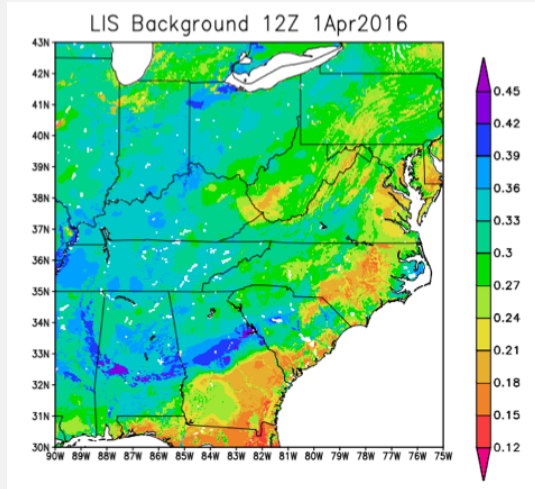 LIS Background 12Z 1Apr2016
43N
42N
41N
40N
39N
38N
37N
36N
35N
34N
33N
32N
31N
30N
90W 89W 88W 87W 86W 85W 84W 83W 82W 81W 80W 79W 78W 77W 76W 75W
0.45
0.42
0.39
0.36
0.33
0.3
0.27
0.24
0.21
0.18
0.15
0.12